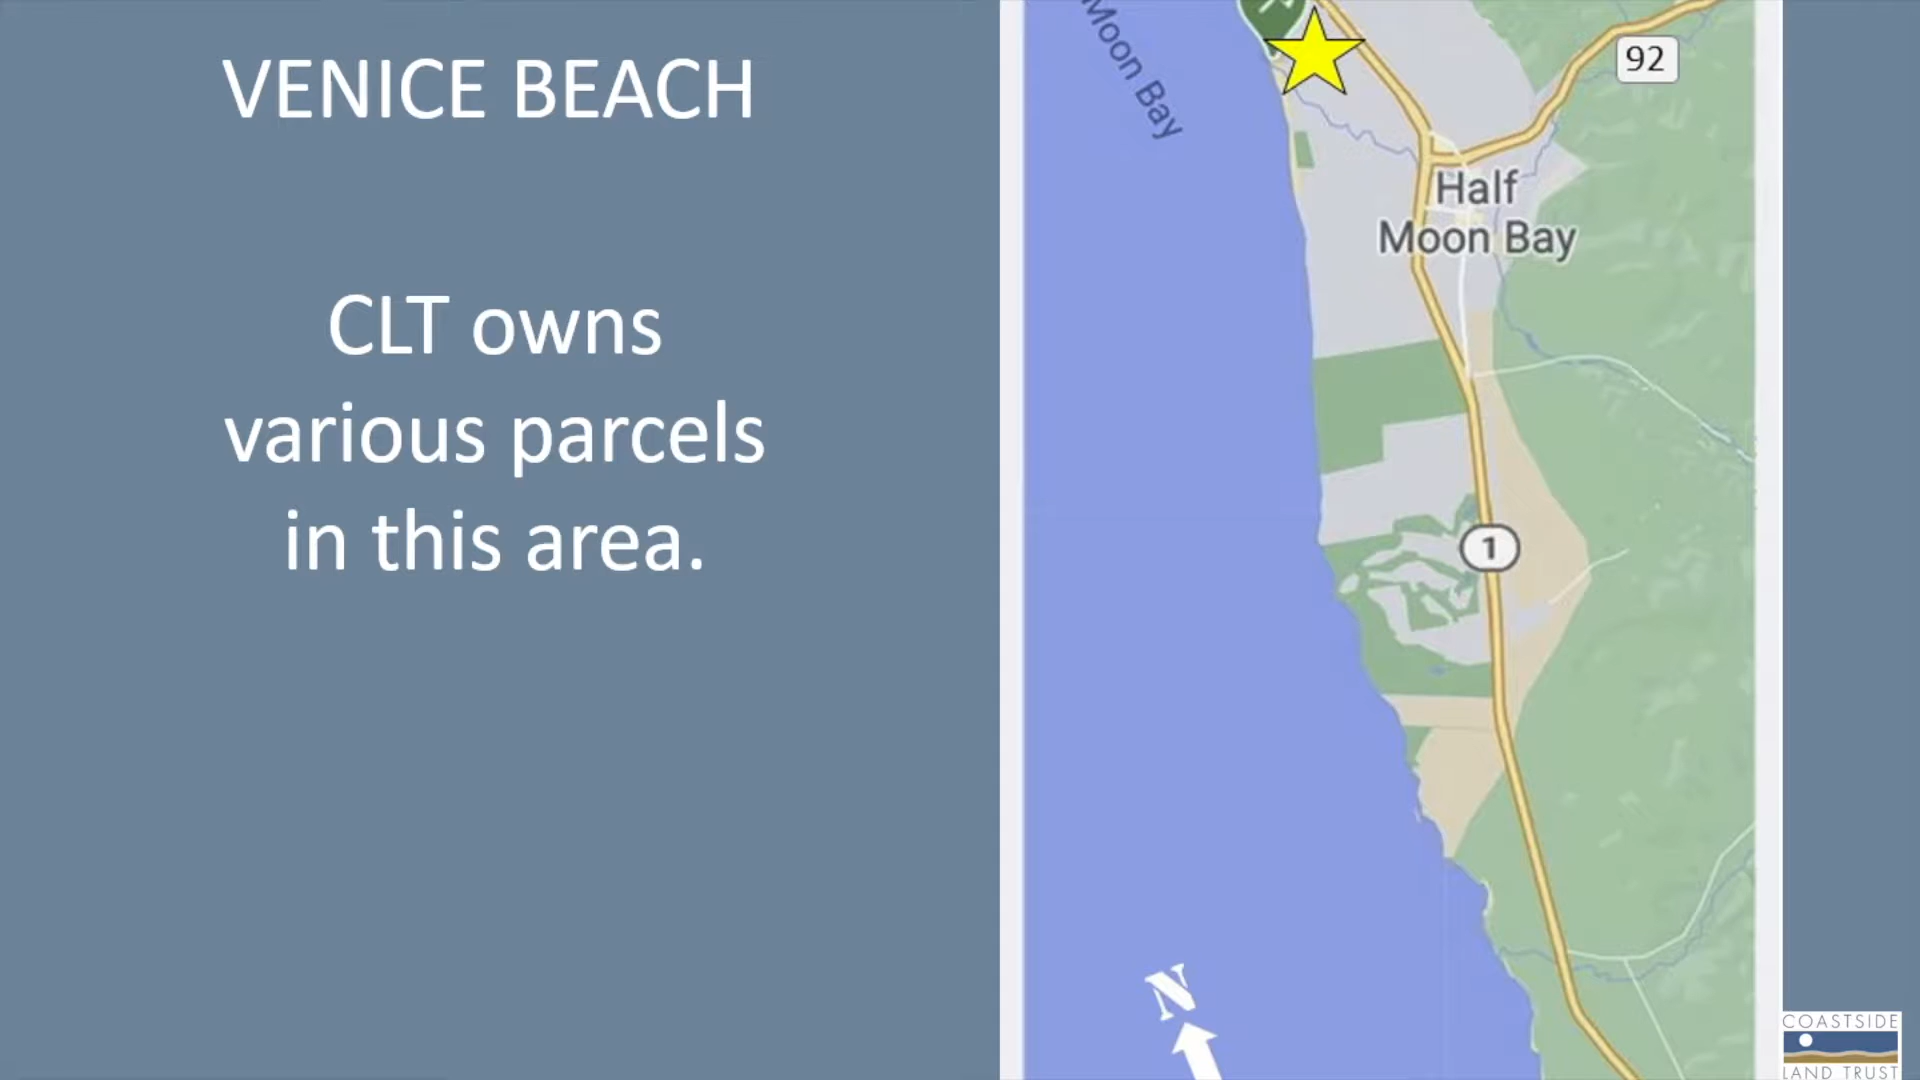 VENICE BEACH
CLT owns
various parcels
in this area.
Moon Bay
92
Half
Moon Bay
1
N
COASTSIDE
LAND TRUST